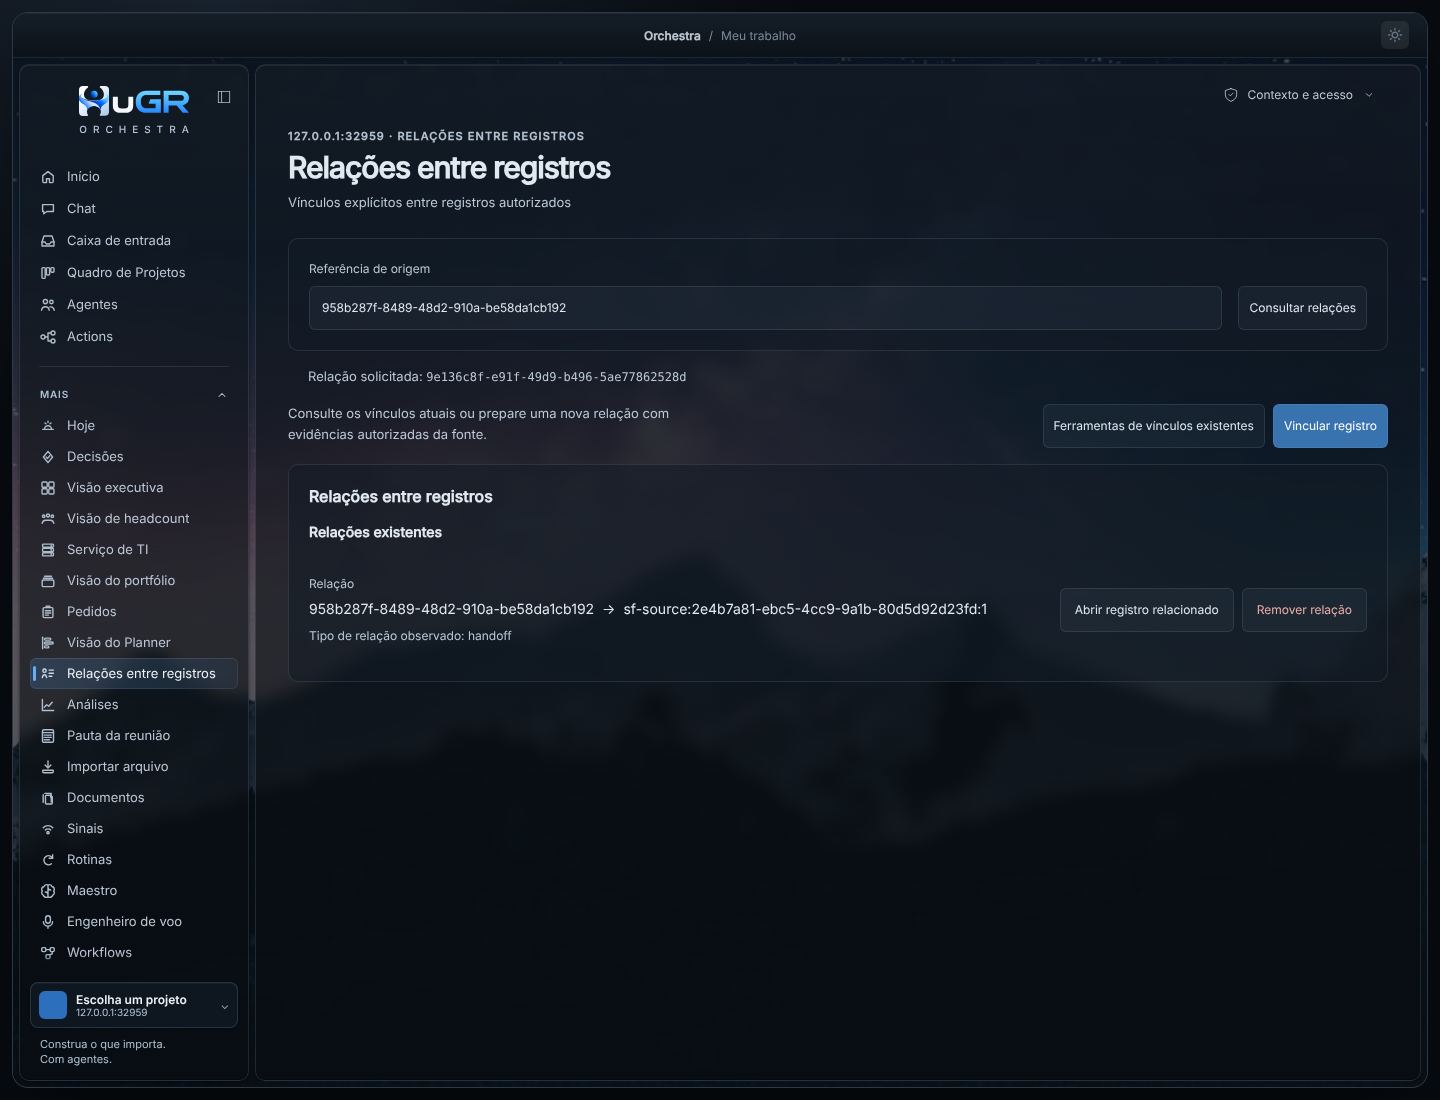 Orchestra / Meu trabalho
HuGR
ORCHESTRA
Contexto e acesso
127.0.0.1:32959 · RELAÇÕES ENTRE REGISTROS
Relações entre registros
Vínculos explícitos entre registros autorizados
Referência de origem
958b287f-8489-48d2-910a-be58da1cb192
Consultar relações
Relação solicitada: 9e136c8f-e91f-49d9-b496-5ae77862528d
Consulte os vínculos atuais ou prepare uma nova relação com
evidências autorizadas da fonte.
Ferramentas de vínculos existentes
Vincular registro
Relações entre registros
Relações existentes
Relação
958b287f-8489-48d2-910a-be58da1cb192 → sf-source:2e4b7a81-ebc5-4cc9-9a1b-80d5d92d23fd:1
Tipo de relação observado: handoff
Abrir registro relacionado
Remover relação
Início
Chat
Caixa de entrada
Quadro de Projetos
Agentes
Actions
MAIS
Hoje
Decisões
Visão executiva
Visão de headcount
Serviço de TI
Visão do portfólio
Pedidos
Visão do Planner
Relações entre registros
Análises
Pauta da reunião
Importar arquivo
Documentos
Sinais
Rotinas
Maestro
Engenheiro de voo
Workflows
Escolha um projeto
127.0.0.1:32959
Construa o que importa.
Com agentes.